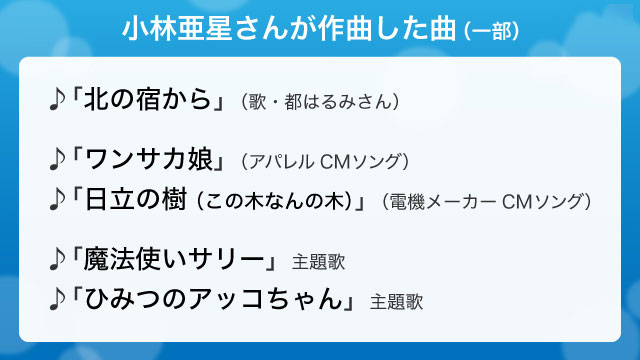 小林亜星さんが作曲した曲（一部）
♪「北の宿から」（歌・都はるみさん）
♪「ワンサカ娘」（アパレルCMソング）
♪「日立の樹（この木なんの木）」（電機メーカーCMソング）
♪「魔法使いサリー」 主題歌
♪「ひみつのアッコちゃん」 主題歌